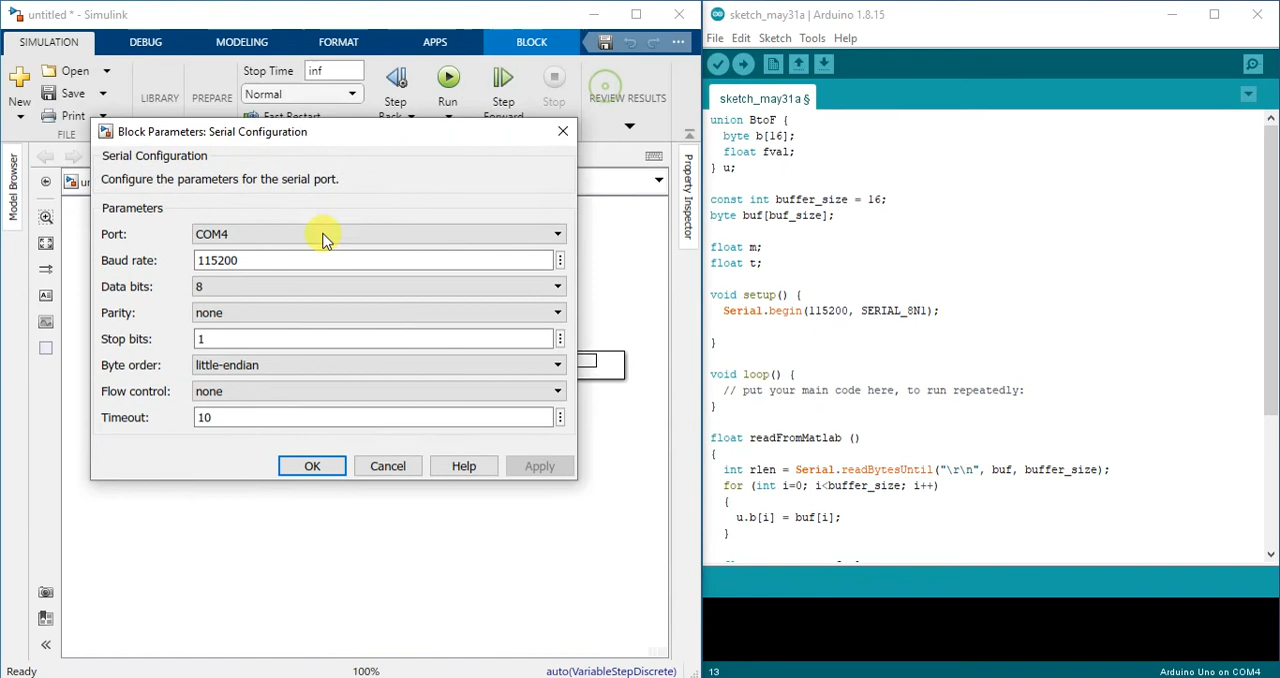 untitled * - Simulink
SIMULATION DEBUG MODELING FORMAT APPS BLOCK
New
Open
Save
Print
FILE
LIBRARY
PREPARE
Stop Time inf
Normal
Fast Restart
Step
Back
Run
Step
Forward
Stop
REVIEW RESULTS
Model Browser
Property Inspector
Block Parameters: Serial Configuration
Serial Configuration
Configure the parameters for the serial port.
Parameters
Port: COM4
Baud rate: 115200
Data bits: 8
Parity: none
Stop bits: 1
Byte order: little-endian
Flow control: none
Timeout: 10
OK Cancel Help Apply
Ready 100% auto(VariableStepDiscrete)
sketch_may31a | Arduino 1.8.15
File Edit Sketch Tools Help
sketch_may31a §
union BtoF {
byte b[16];
float fval;
} u;
const int buffer_size = 16;
byte buf[buf_size];
float m;
float t;
void setup() {
Serial.begin(115200, SERIAL_8N1);
}
void loop() {
// put your main code here, to run repeatedly:
}
float readFromMatlab ()
{
int rlen = Serial.readBytesUntil("\r\n", buf, buffer_size);
for (int i=0; i<buffer_size; i++)
{
u.b[i] = buf[i];
}
13 Arduino Uno on COM4